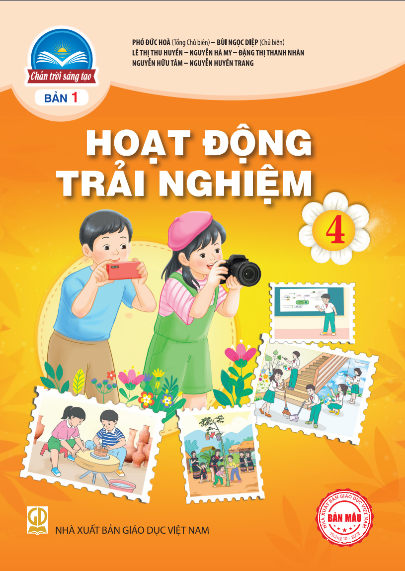 PHÓ ĐỨC HOÀ (Tổng Chủ biên) – BÙI NGỌC DIỆP (Chủ biên)
LÊ THỊ THU HUYỀN – NGUYỄN HÀ MY – ĐẶNG THỊ THANH NHÂN
NGUYỄN HỮU TÂM – NGUYỄN HUYỀN TRANG
Chân trời sáng tạo
BẢN 1
HOẠT ĐỘNG
TRẢI NGHIỆM
4
BẢN MẪU
NHÀ XUẤT BẢN GIÁO DỤC VIỆT NAM